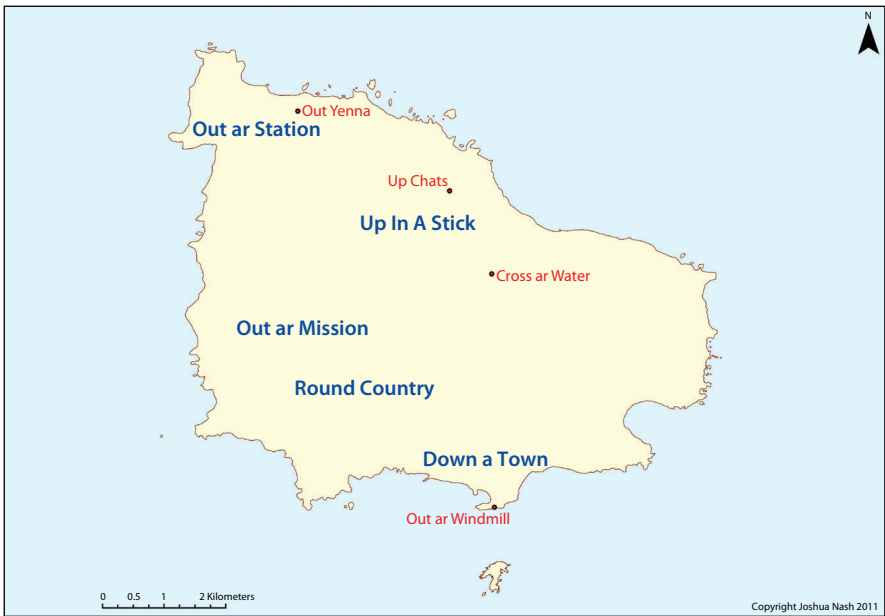 N
Out Yenna
Out ar Station
Up Chats
Up In A Stick
Cross ar Water
Out ar Mission
Round Country
Down a Town
Out ar Windmill
0 0.5 1 2 Kilometers
Copyright Joshua Nash 2011